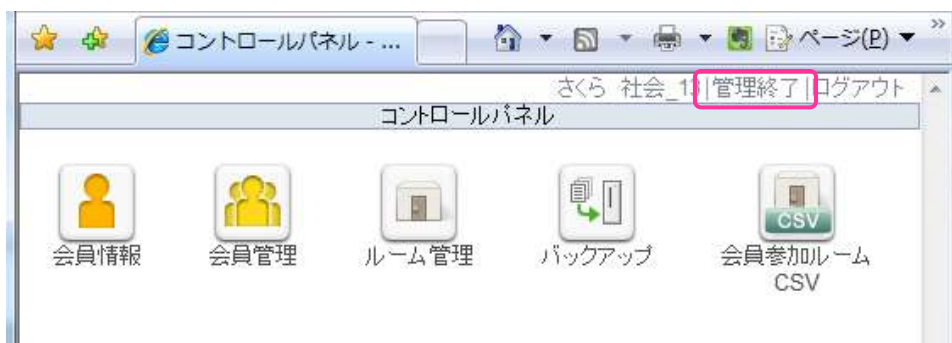 コントロールパネル - ...
ページ(P)
さくら 社会_13|管理終了|ログアウト
コントロールパネル
CSV
会員情報 会員管理 ルーム管理 バックアップ 会員参加ルーム
CSV